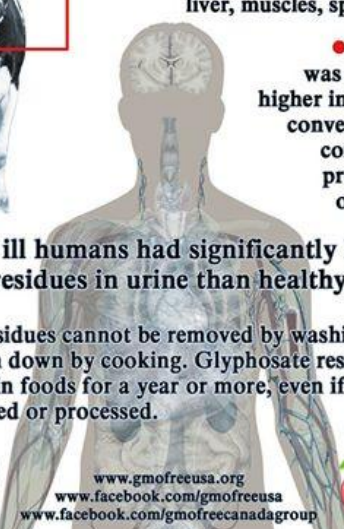 liver, muscles, sp
was
higher in
conve
co
pr
o
ill humans had significantly
residues in urine than healthy
sidues cannot be removed by washi
down by cooking. Glyphosate res
in foods for a year or more, even if
ed or processed.
www.gmofreeusa.org
www.facebook.com/gmofreeusa
www.facebook.com/gmofreecanadagroup